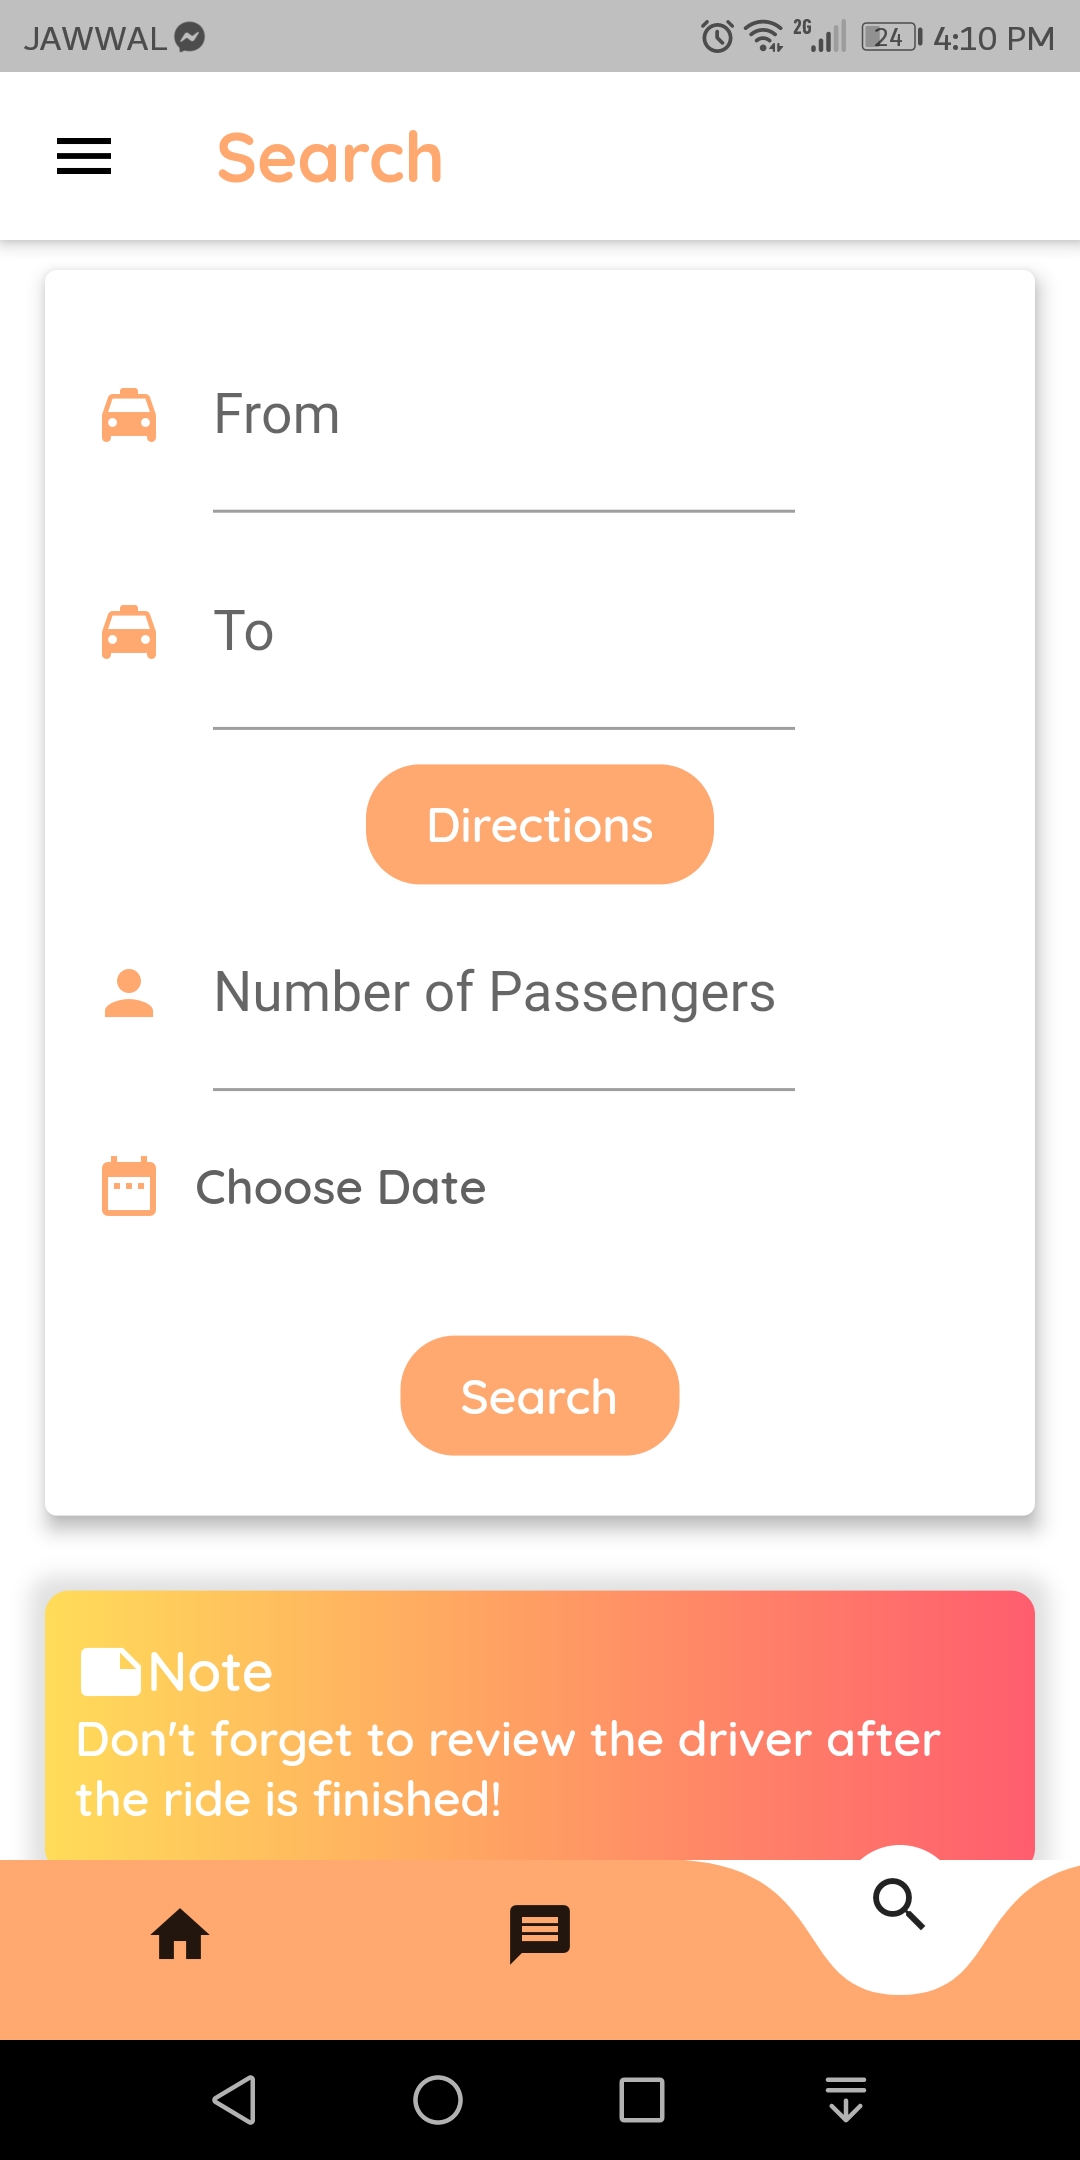 JAWWAL 2G 24 4:10 PM
Search
From
To
Directions
Number of Passengers
Choose Date
Search
Note
Don't forget to review the driver after
the ride is finished!